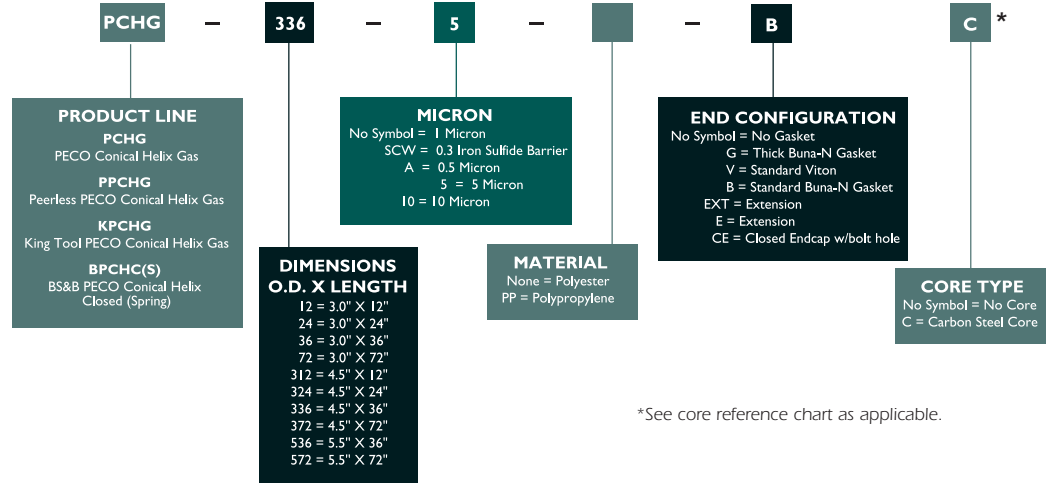 PCHG – 336 – 5 – – B C *
PRODUCT LINE
PCHG
PECO Conical Helix Gas
PPCHG
Peerless PECO Conical Helix Gas
KPCHG
King Tool PECO Conical Helix Gas
BPCHC(S)
BS&B PECO Conical Helix
Closed (Spring)
DIMENSIONS
O.D. X LENGTH
12 = 3.0" X 12"
24 = 3.0" X 24"
36 = 3.0" X 36"
72 = 3.0" X 72"
312 = 4.5" X 12"
324 = 4.5" X 24"
336 = 4.5" X 36"
372 = 4.5" X 72"
536 = 5.5" X 36"
572 = 5.5" X 72"
MICRON
No Symbol = 1 Micron
SCW = 0.3 Iron Sulfide Barrier
A = 0.5 Micron
5 = 5 Micron
10 = 10 Micron
MATERIAL
None = Polyester
PP = Polypropylene
END CONFIGURATION
No Symbol = No Gasket
G = Thick Buna-N Gasket
V = Standard Viton
B = Standard Buna-N Gasket
EXT = Extension
E = Extension
CE = Closed Endcap w/bolt hole
CORE TYPE
No Symbol = No Core
C = Carbon Steel Core
*See core reference chart as applicable.